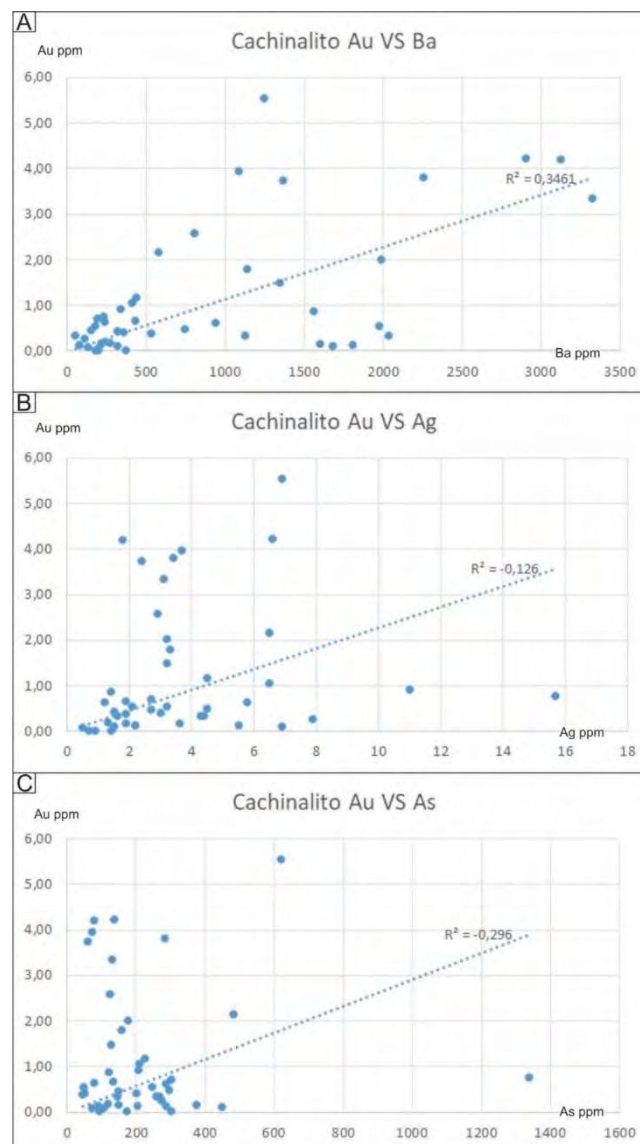 A
Cachinalito Au VS Ba
Au ppm
6,00
5,00
4,00
3,00
2,00
1,00
0,00
R² = 0,3461
0 500 1000 1500 2000 2500 3000 3500
Ba ppm
B
Cachinalito Au VS Ag
Au ppm
6,00
5,00
4,00
3,00
2,00
1,00
0,00
R² = -0,126
0 2 4 6 8 10 12 14 16 18
Ag ppm
C
Cachinalito Au VS As
Au ppm
6,00
5,00
4,00
3,00
2,00
1,00
0,00
R² = -0,296
0 200 400 600 800 1000 1200 1400 1600
As ppm